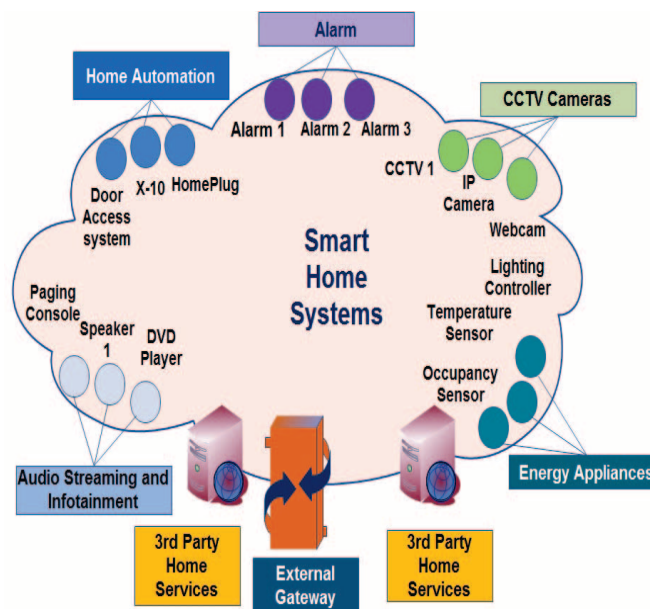 Alarm
Home Automation
CCTV Cameras
Alarm 1
Alarm 2
Alarm 3
Door
Access
system
X-10
HomePlug
CCTV 1
IP
Camera
Webcam
Smart
Home
Systems
Lighting
Controller
Temperature
Sensor
Occupancy
Sensor
Paging
Console
Speaker
1
DVD
Player
Audio Streaming and
Infotainment
Energy Appliances
3rd Party
Home
Services
External
Gateway
3rd Party
Home
Services